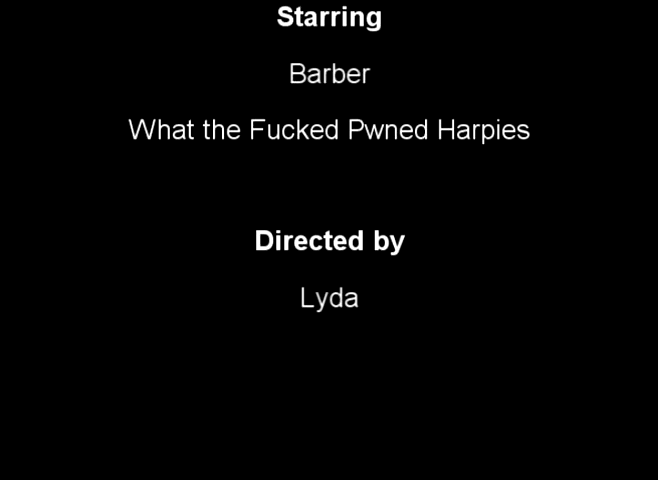 Starring
Barber
What the Fucked Pwned Harpies
Directed by
Lyda